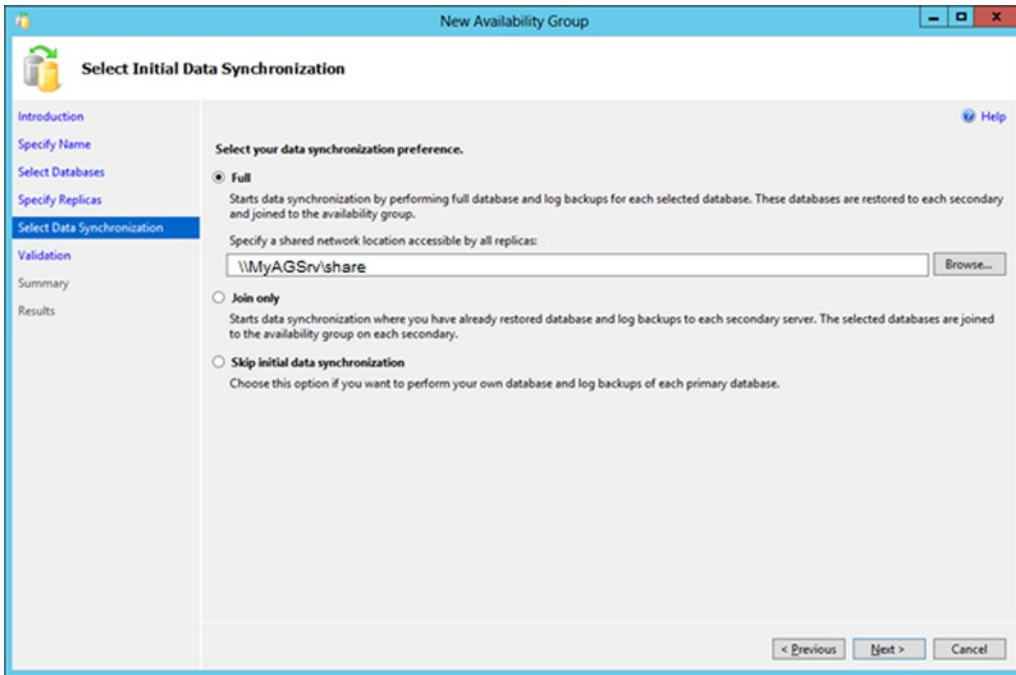 New Availability Group
Select Initial Data Synchronization
Introduction
Specify Name
Select Databases
Specify Replicas
Select Data Synchronization
Validation
Summary
Results
Help
Select your data synchronization preference.
Full
Starts data synchronization by performing full database and log backups for each selected database. These databases are restored to each secondary
and joined to the availability group.
Specify a shared network location accessible by all replicas:
\\MyAGSrv\share
Browse...
Join only
Starts data synchronization where you have already restored database and log backups to each secondary server. The selected databases are joined
to the availability group on each secondary.
Skip initial data synchronization
Choose this option if you want to perform your own database and log backups of each primary database.
< Previous
Next >
Cancel